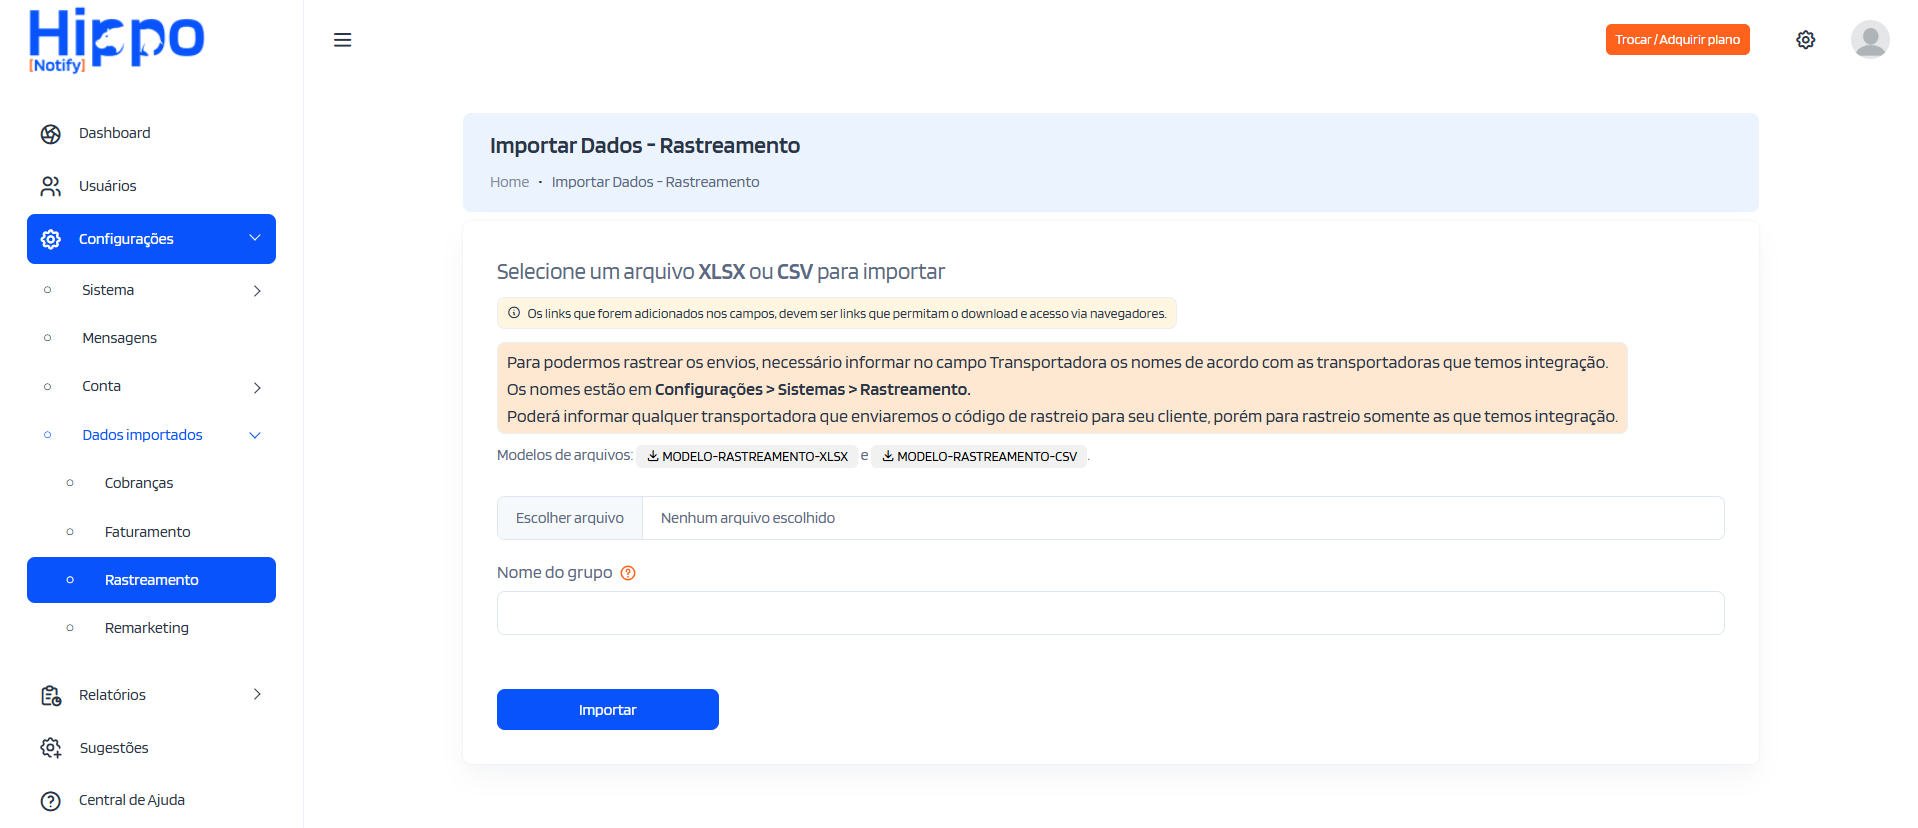 Hippo
[Notify]
Trocar / Adquirir plano
Dashboard
Usuários
Configurações
Sistema
Mensagens
Conta
Dados importados
Cobranças
Faturamento
Rastreamento
Remarketing
Relatórios
Sugestões
Central de Ajuda
Importar Dados - Rastreamento
Home • Importar Dados - Rastreamento
Selecione um arquivo XLSX ou CSV para importar
Os links que forem adicionados nos campos, devem ser links que permitam o download e acesso via navegadores.
Para podermos rastrear os envios, necessário informar no campo Transportadora os nomes de acordo com as transportadoras que temos integração.
Os nomes estão em Configurações > Sistemas > Rastreamento.
Poderá informar qualquer transportadora que enviaremos o código de rastreio para seu cliente, porém para rastreio somente as que temos integração.
Modelos de arquivos: MODELO-RASTREAMENTO-XLSX e MODELO-RASTREAMENTO-CSV.
Escolher arquivo Nenhum arquivo escolhido
Nome do grupo
Importar